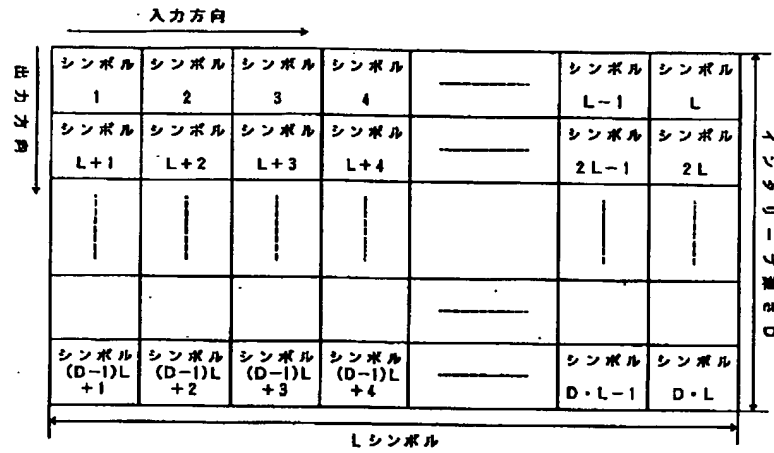 入力方向
出力方向
シンボル シンボル シンボル シンボル シンボル シンボル
1 2 3 4 L-1 L
シンボル シンボル シンボル シンボル シンボル シンボル
L+1 L+2 L+3 L+4 2L-1 2L
シンボル シンボル シンボル シンボル シンボル シンボル
(D-1)L (D-1)L (D-1)L (D-1)L
+1 +2 +3 +4 D・L-1 D・L
インタリーブ深さD
Lシンボル